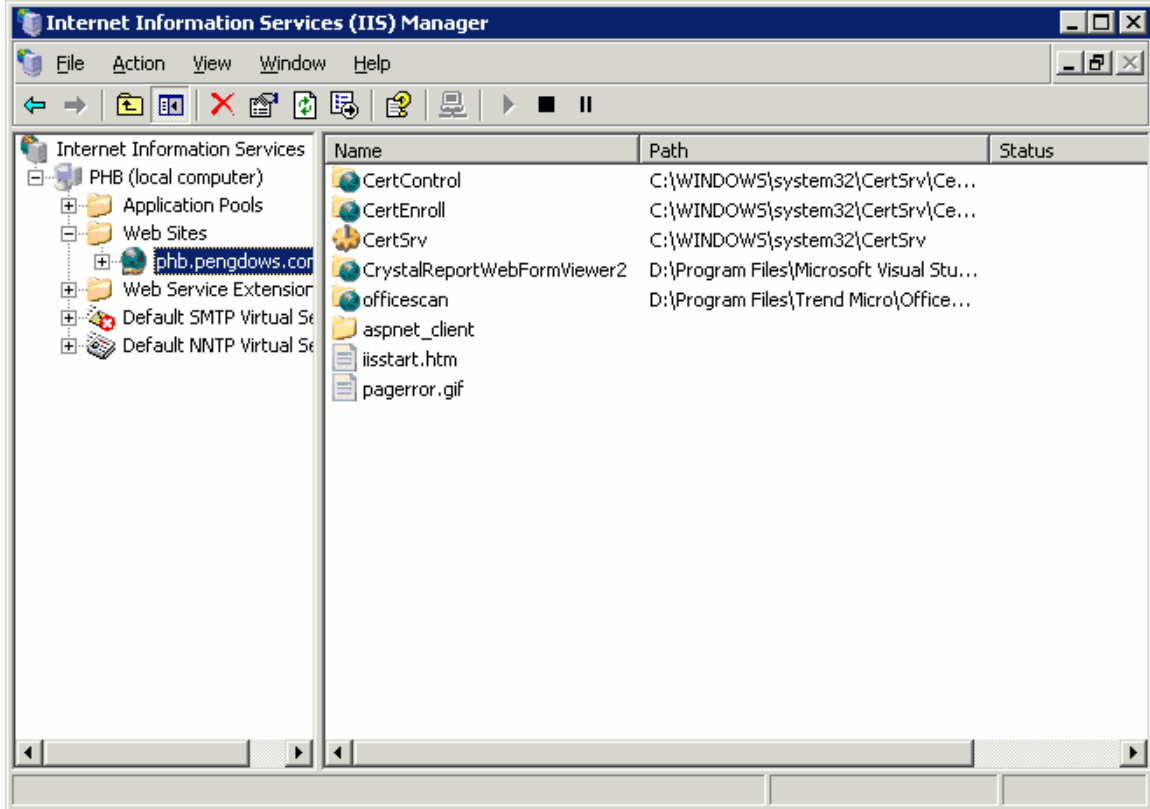 Internet Information Services (IIS) Manager
File Action View Window Help
Internet Information Services
PHB (local computer)
Application Pools
Web Sites
phb.pengdows.cor
Web Service Extension
Default SMTP Virtual Se
Default NNTP Virtual Se
Name Path Status
CertControl C:\WINDOWS\system32\CertSrv\Ce...
CertEnroll C:\WINDOWS\system32\CertSrv\Ce...
CertSrv C:\WINDOWS\system32\CertSrv
CrystalReportWebFormViewer2 D:\Program Files\Microsoft Visual Stu...
officescan D:\Program Files\Trend Micro\Office...
aspnet_client
iisstart.htm
pagerror.gif